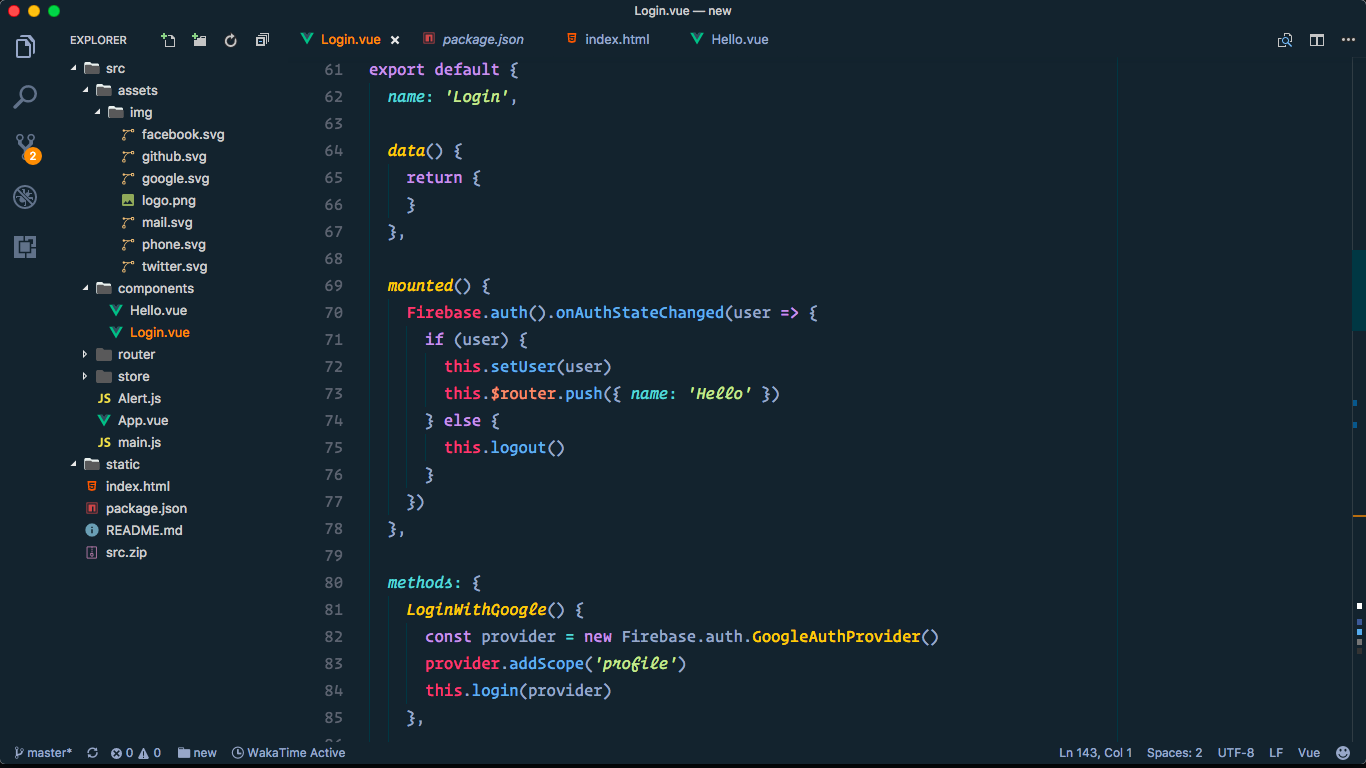 Login.vue — new
EXPLORER
Login.vue
package.json
index.html
Hello.vue
2
src
assets
img
facebook.svg
github.svg
google.svg
logo.png
mail.svg
phone.svg
twitter.svg
components
Hello.vue
Login.vue
router
store
JS Alert.js
App.vue
JS main.js
static
index.html
package.json
README.md
src.zip
61 export default {
62   name: 'Login',
63
64   data() {
65     return {
66     }
67   },
68
69   mounted() {
70     Firebase.auth().onAuthStateChanged(user => {
71       if (user) {
72         this.setUser(user)
73         this.$router.push({ name: 'Hello' })
74       } else {
75         this.logout()
76       }
77     })
78   },
79
80   methods: {
81     LoginWithGoogle() {
82       const provider = new Firebase.auth.GoogleAuthProvider()
83       provider.addScope('profile')
84       this.login(provider)
85     },
master* 0 0 new WakaTime Active Ln 143, Col 1 Spaces: 2 UTF-8 LF Vue